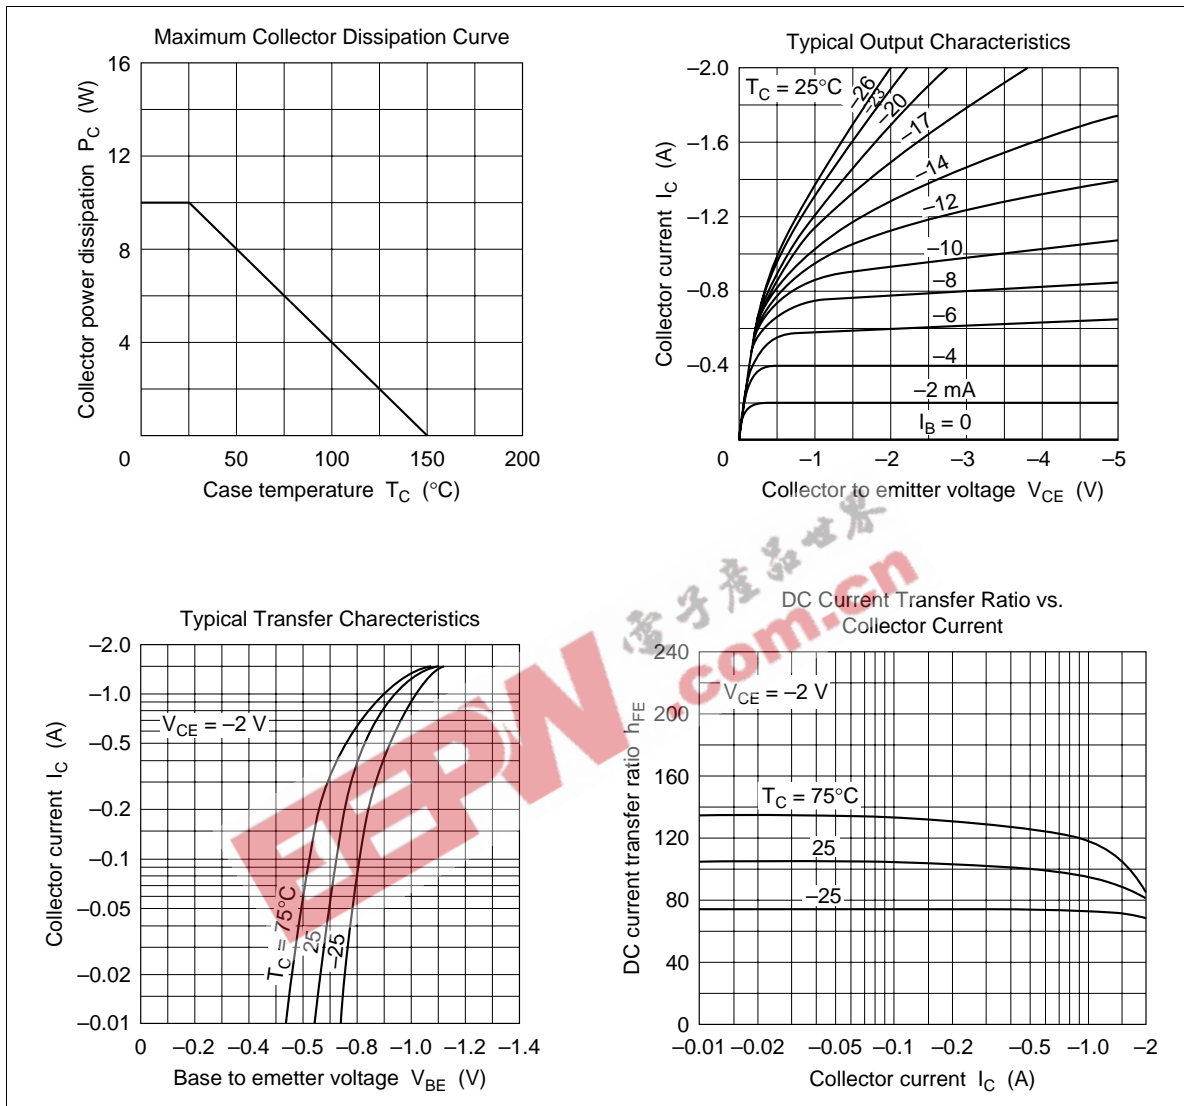 Maximum Collector Dissipation Curve
Collector power dissipation PC (W)
16
12
8
4
0
50
100
150
200
Case temperature TC (°C)
Typical Output Characteristics
Collector current IC (A)
–2.0
–1.6
–1.2
–0.8
–0.4
TC = 25°C
–26
–23
–20
–17
–14
–12
–10
–8
–6
–4
–2 mA
IB = 0
0
–1
–2
–3
–4
–5
Collector to emitter voltage VCE (V)
Typical Transfer Charecteristics
Collector current IC (A)
–2.0
–1.0
–0.5
–0.2
–0.1
–0.05
–0.02
–0.01
VCE = –2 V
TC = 75°C
25
–25
0
–0.2
–0.4
–0.6
–0.8
–1.0
–1.2
–1.4
Base to emetter voltage VBE (V)
DC Current Transfer Ratio vs.
Collector Current
DC current transfer ratio hFE
240
200
160
120
80
40
0
VCE = –2 V
TC = 75°C
25
–25
–0.01
–0.02
–0.05
–0.1
–0.2
–0.5
–1.0
–2
Collector current IC (A)
EEPW
.com.cn
電子產品世界